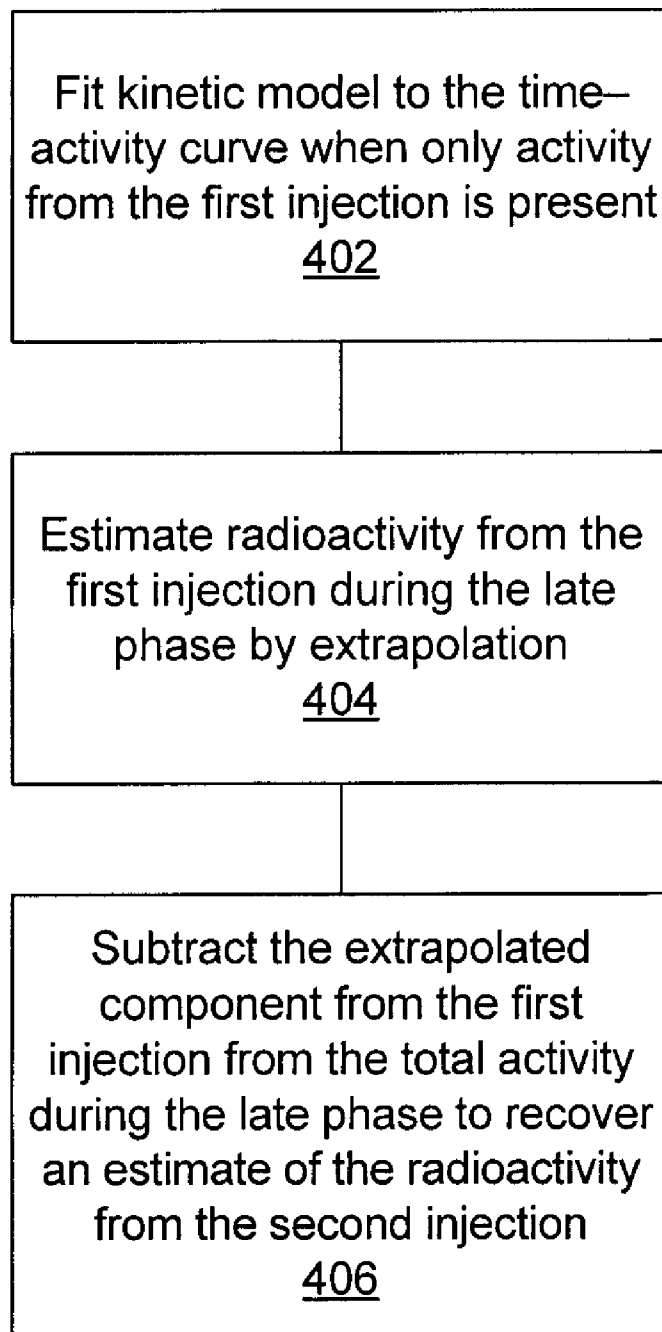 Fit kinetic model to the time–
activity curve when only activity
from the first injection is present
402
Estimate radioactivity from the
first injection during the late
phase by extrapolation
404
Subtract the extrapolated
component from the first
injection from the total activity
during the late phase to recover
an estimate of the radioactivity
from the second injection
406